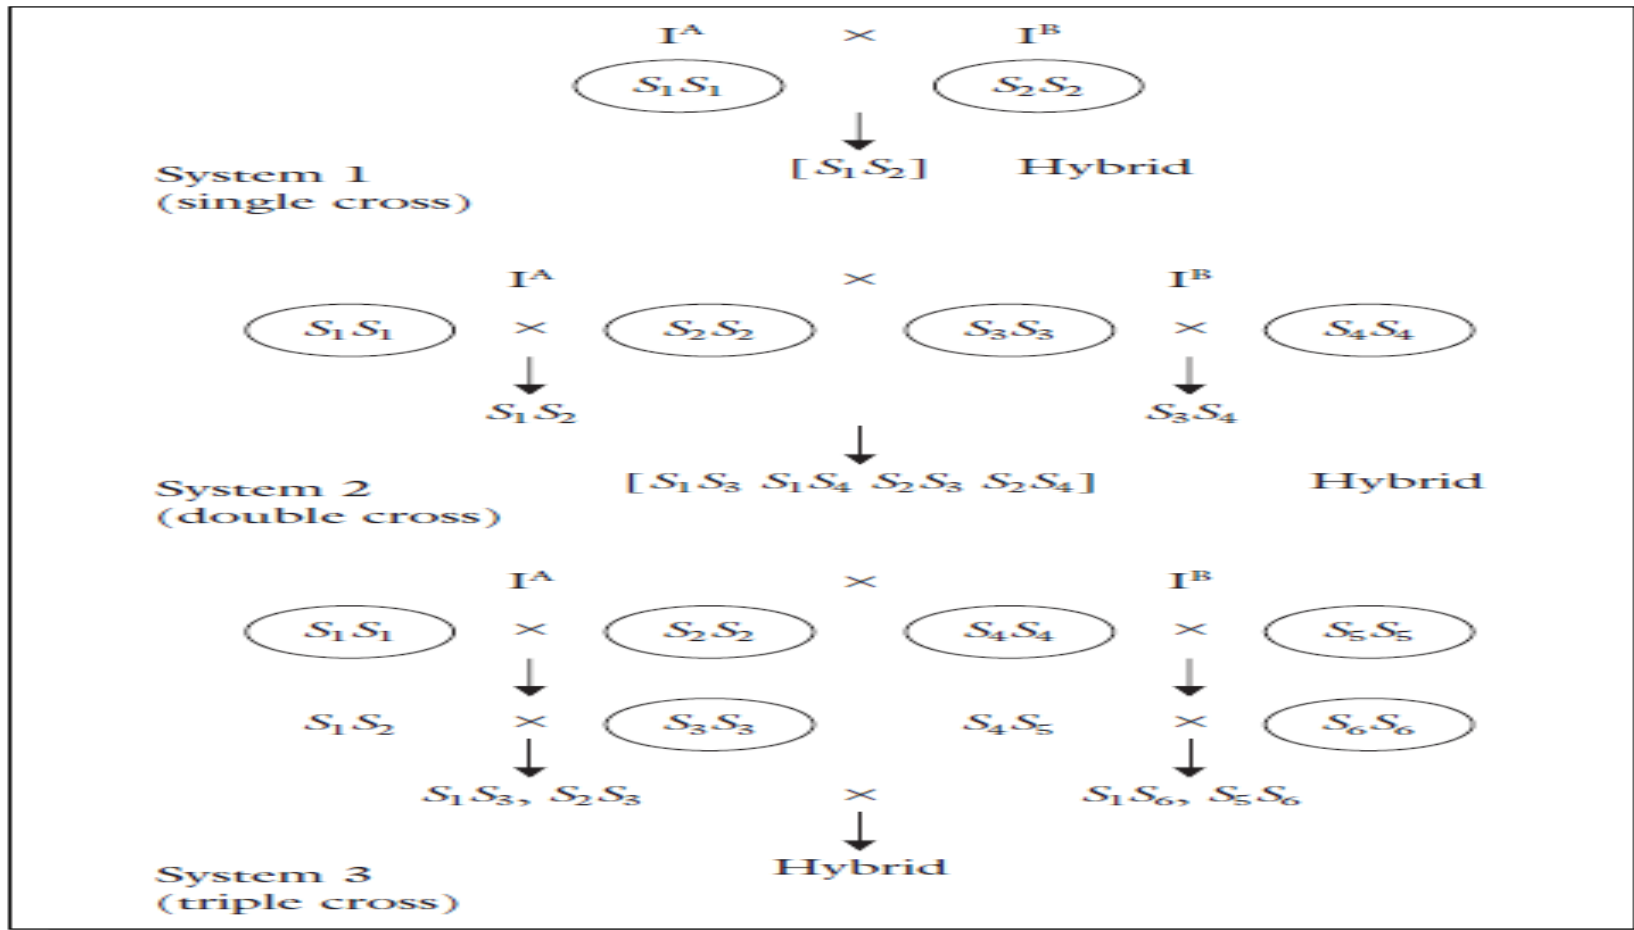 I^A × I^B
S₁S₁ S₂S₂
[S₁S₂] Hybrid
System 1
(single cross)
I^A × I^B
S₁S₁ × S₂S₂ S₃S₃ × S₄S₄
S₁S₂ S₃S₄
[S₁S₃ S₁S₄ S₂S₃ S₂S₄] Hybrid
System 2
(double cross)
I^A × I^B
S₁S₁ × S₂S₂ S₄S₄ × S₅S₅
S₁S₂ × S₃S₃ S₄S₅ × S₆S₆
S₁S₃, S₂S₃ × S₁S₆, S₅S₆
Hybrid
System 3
(triple cross)